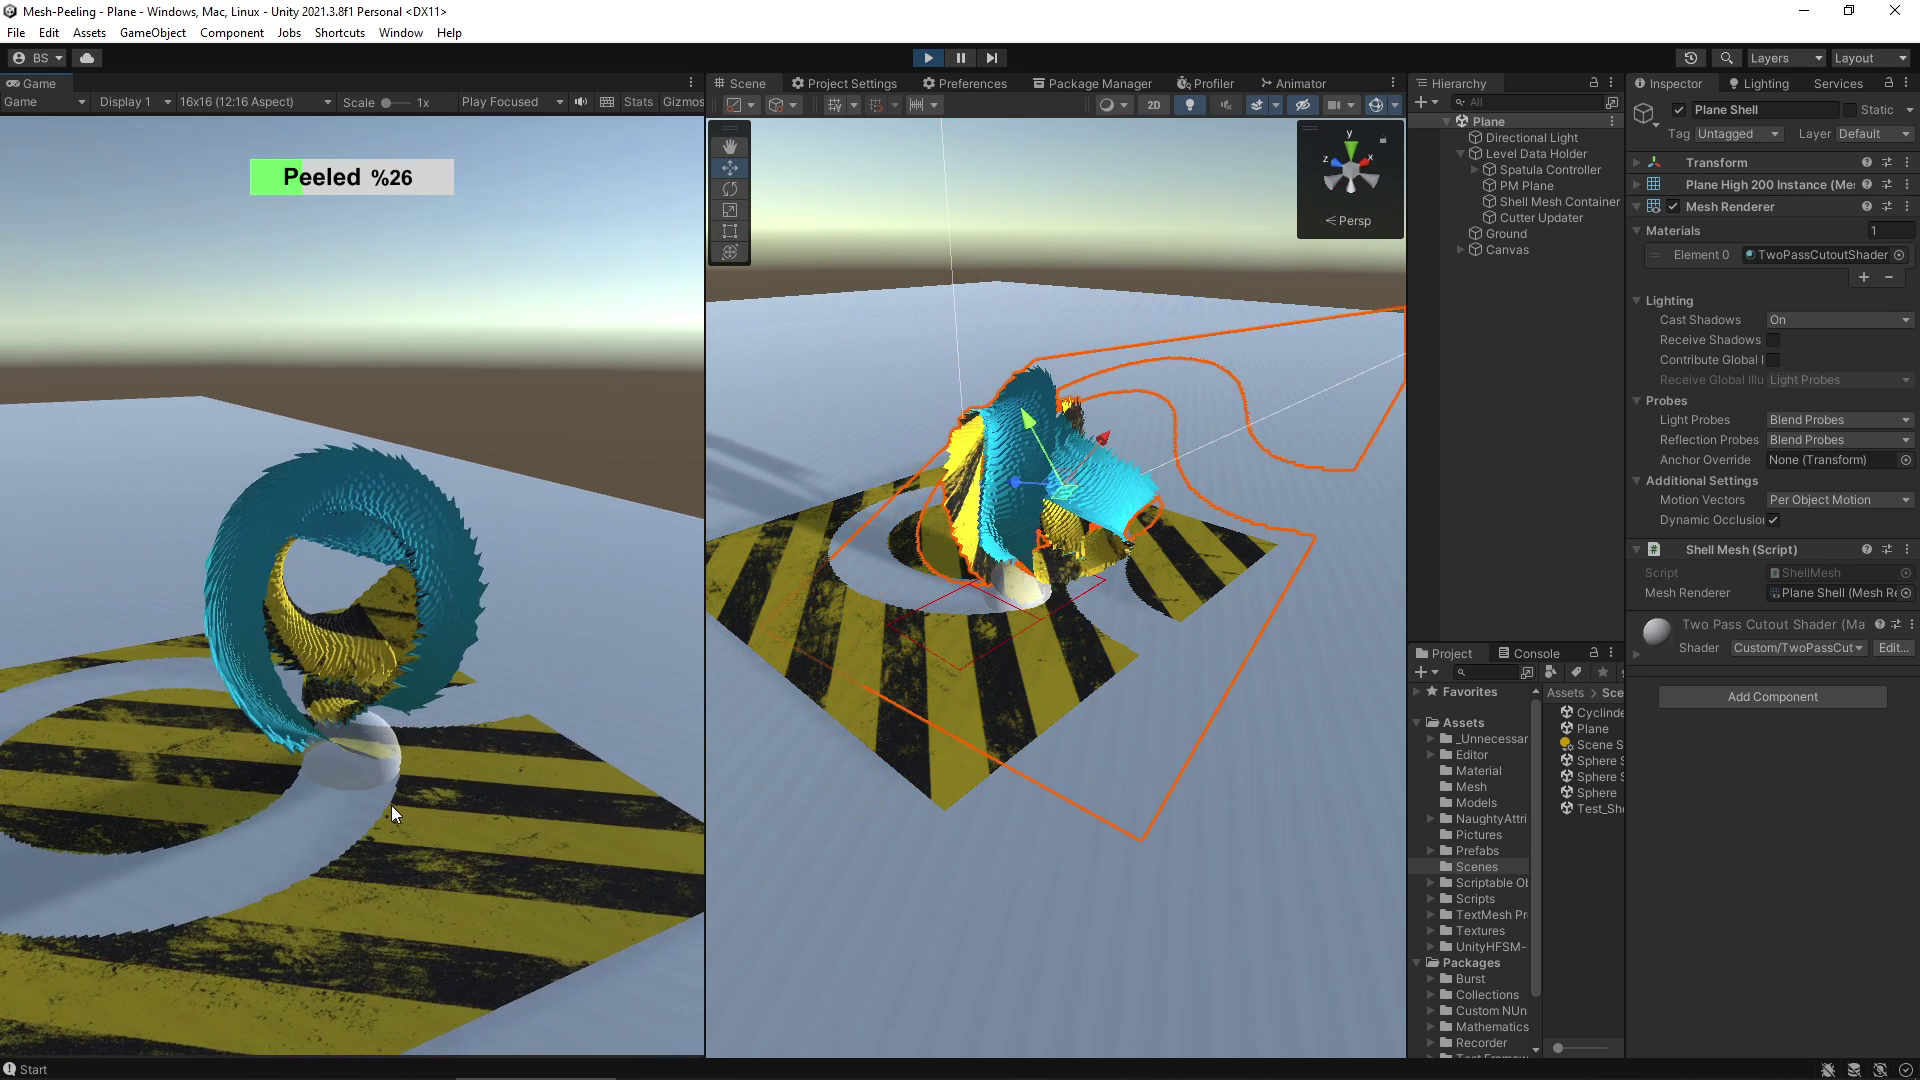 Mesh-Peeling - Plane - Windows, Mac, Linux - Unity 2021.3.8f1 Personal <DX11>
File Edit Assets GameObject Component Jobs Shortcuts Window Help
BS Layers Layout
Game
Game Display 1 16x16 (12:16 Aspect) Scale 1x Play Focused Stats Gizmos
Peeled %26
Scene Project Settings Preferences Package Manager Profiler Animator
2D
y
z x
Persp
Hierarchy
All
Plane
Directional Light
Level Data Holder
Spatula Controller
PM Plane
Shell Mesh Container
Cutter Updater
Ground
Canvas
Project Console
Favorites
Assets
_Unnecessar
Editor
Material
Mesh
Models
NaughtyAttri
Pictures
Prefabs
Scenes
Scriptable Ob
Scripts
TextMesh Pr
Textures
UnityHFSM-
Packages
Burst
Collections
Custom NUn
Mathematics
Recorder
Assets > Sce
Cyclinde
Plane
Scene S
Sphere S
Sphere S
Sphere
Test_She
Inspector Lighting Services
Plane Shell Static
Tag Untagged Layer Default
Transform
Plane High 200 Instance (Mes
Mesh Renderer
Materials 1
Element 0 TwoPassCutoutShader
Lighting
Cast Shadows On
Receive Shadows
Contribute Global I
Receive Global Illu Light Probes
Probes
Light Probes Blend Probes
Reflection Probes Blend Probes
Anchor Override None (Transform)
Additional Settings
Motion Vectors Per Object Motion
Dynamic Occlusion
Shell Mesh (Script)
Script ShellMesh
Mesh Renderer Plane Shell (Mesh Re
Two Pass Cutout Shader (Ma
Shader Custom/TwoPassCut Edit...
Add Component
Start